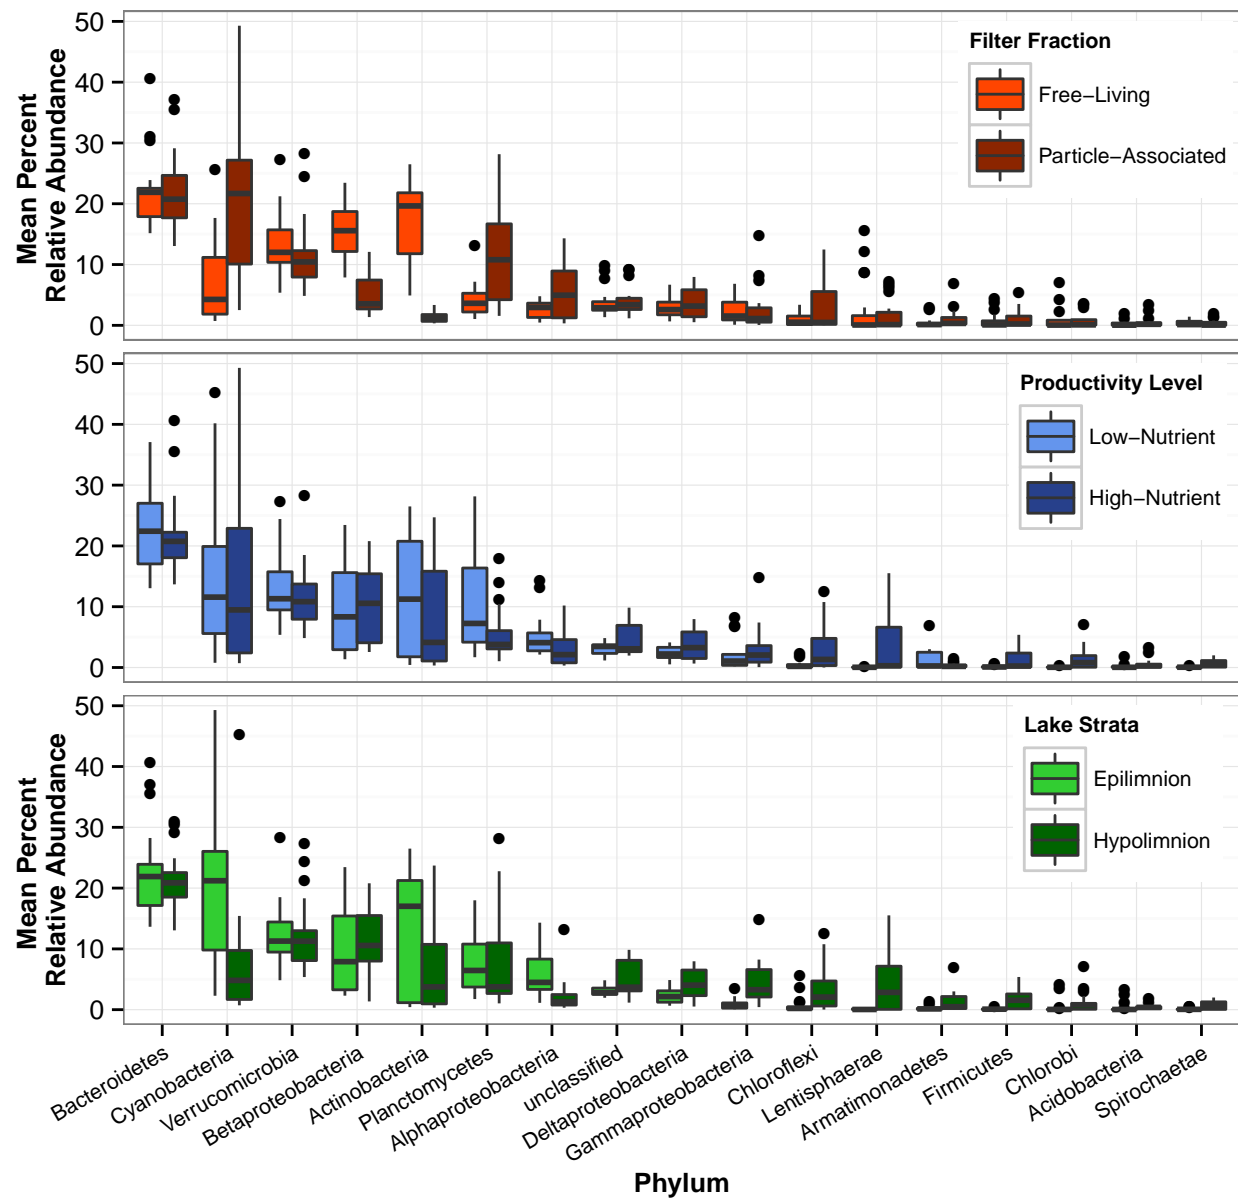 50
40
30
20
10
0
Mean Percent
Relative Abundance
Filter Fraction
Free−Living
Particle−Associated
50
40
30
20
10
0
Productivity Level
Low−Nutrient
High−Nutrient
50
40
30
20
10
0
Mean Percent
Relative Abundance
Lake Strata
Epilimnion
Hypolimnion
Bacteroidetes
Cyanobacteria
Verrucomicrobia
Betaproteobacteria
Actinobacteria
Planctomycetes
Alphaproteobacteria
unclassified
Deltaproteobacteria
Gammaproteobacteria
Chloroflexi
Lentisphaerae
Armatimonadetes
Firmicutes
Chlorobi
Acidobacteria
Spirochaetae
Phylum